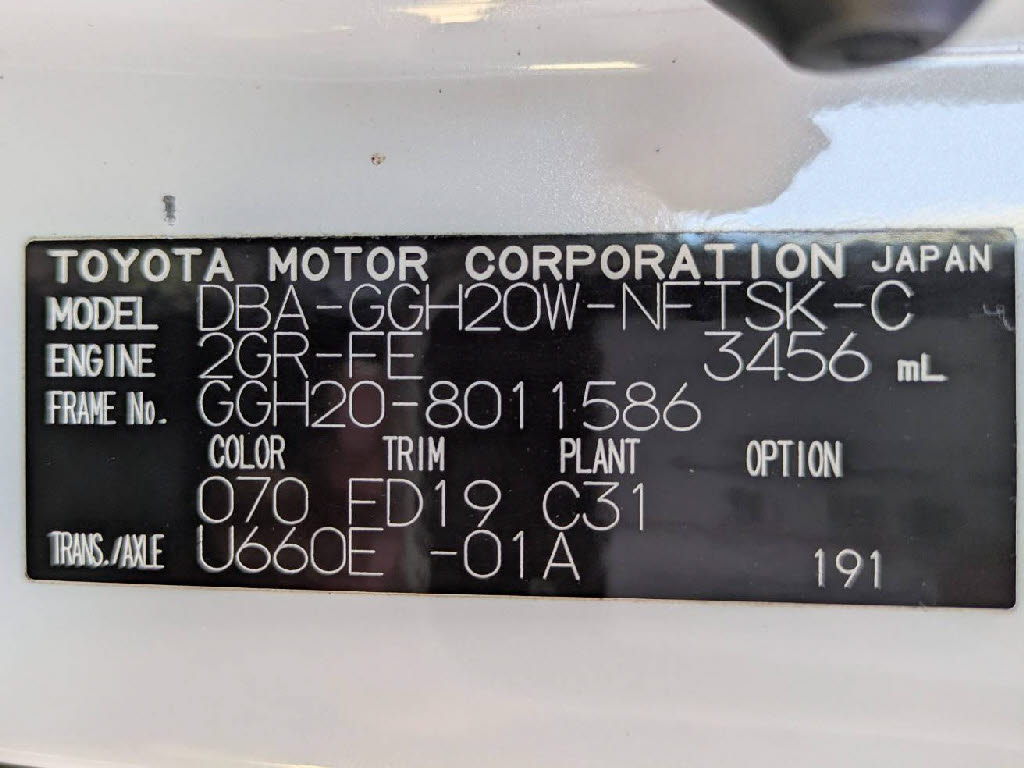 TOYOTA MOTOR CORPORATION JAPAN
MODEL DBA-GGH20W-NFTSK-C
ENGINE 2GR-FE 3456 mL
FRAME No. GGH20-8011586
COLOR TRIM PLANT OPTION
070 FD19 C31
TRANS./AXLE U660E -01A 191